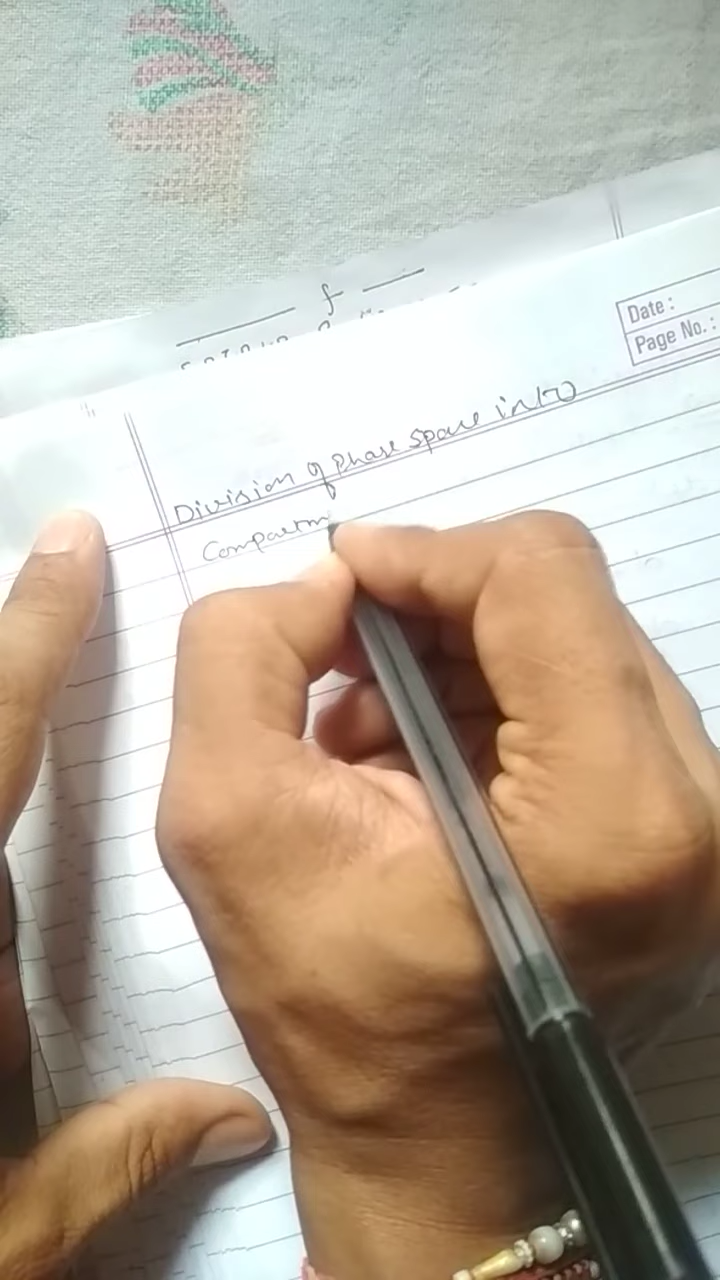 Date :
Page No. :
Division of Phase Space into
Compartm